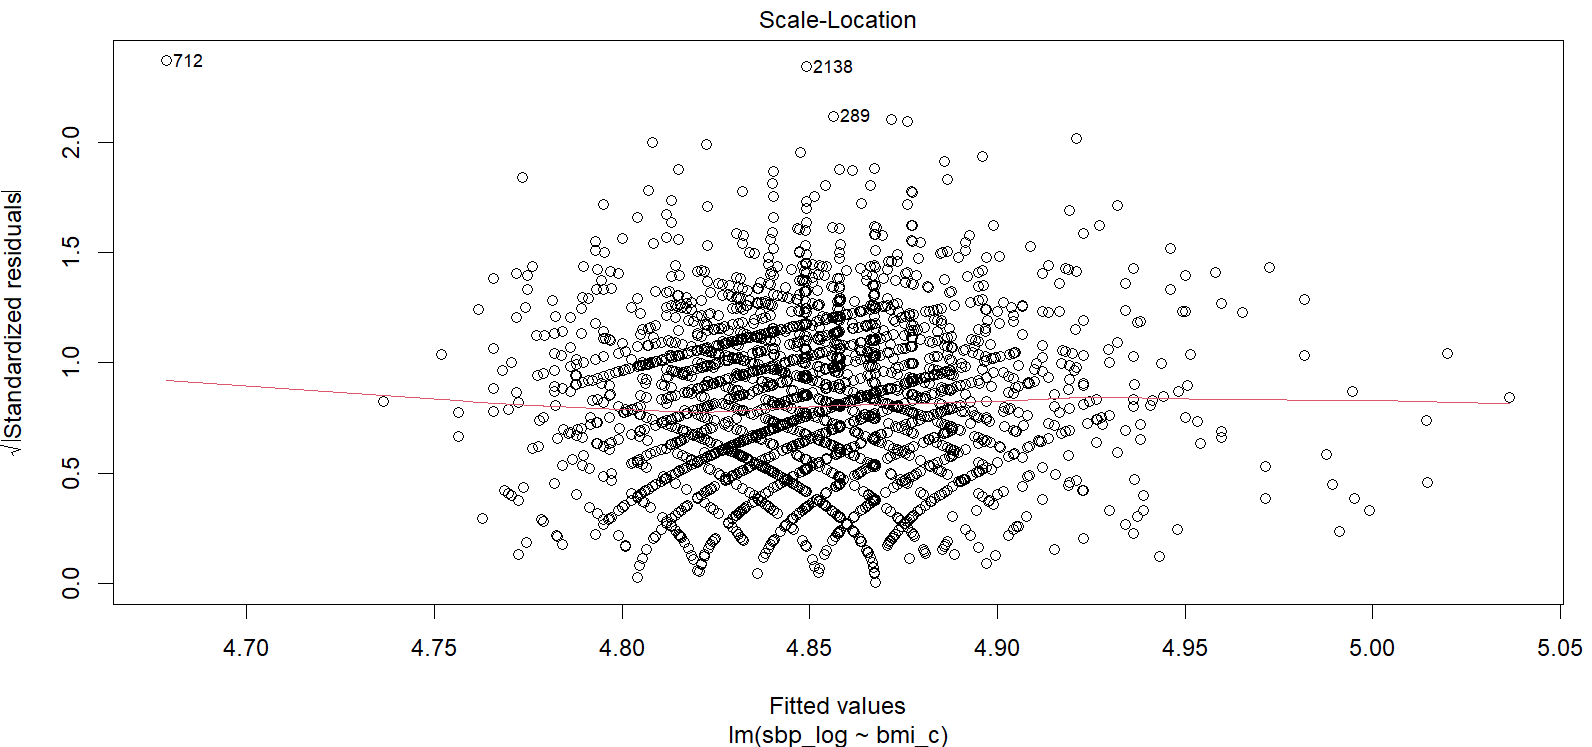 Scale-Location
712
2138
289
√|Standardized residuals|
2.0
1.5
1.0
0.5
0.0
4.70 4.75 4.80 4.85 4.90 4.95 5.00 5.05
Fitted values
lm(sbp_log ~ bmi_c)